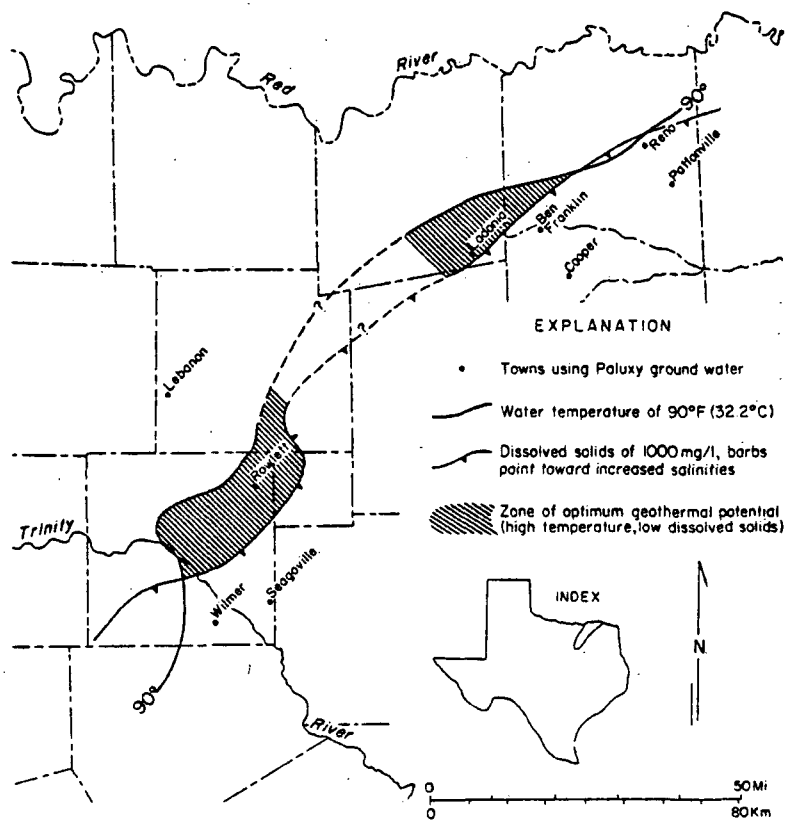 Red
River
90°
Reno
Pattonville
Ladonia
Ben
Franklin
Cooper
?
?
EXPLANATION
Towns using Paluxy ground water
Water temperature of 90°F (32.2°C)
Dissolved solids of 1000 mg/l, barbs
point toward increased salinities
Zone of optimum geothermal potential
(high temperature, low dissolved solids)
Lebanon
Rowlett
Trinity
Seagoville
Wilmer
90°
River
INDEX
N
0 50 Mi
0 80 Km